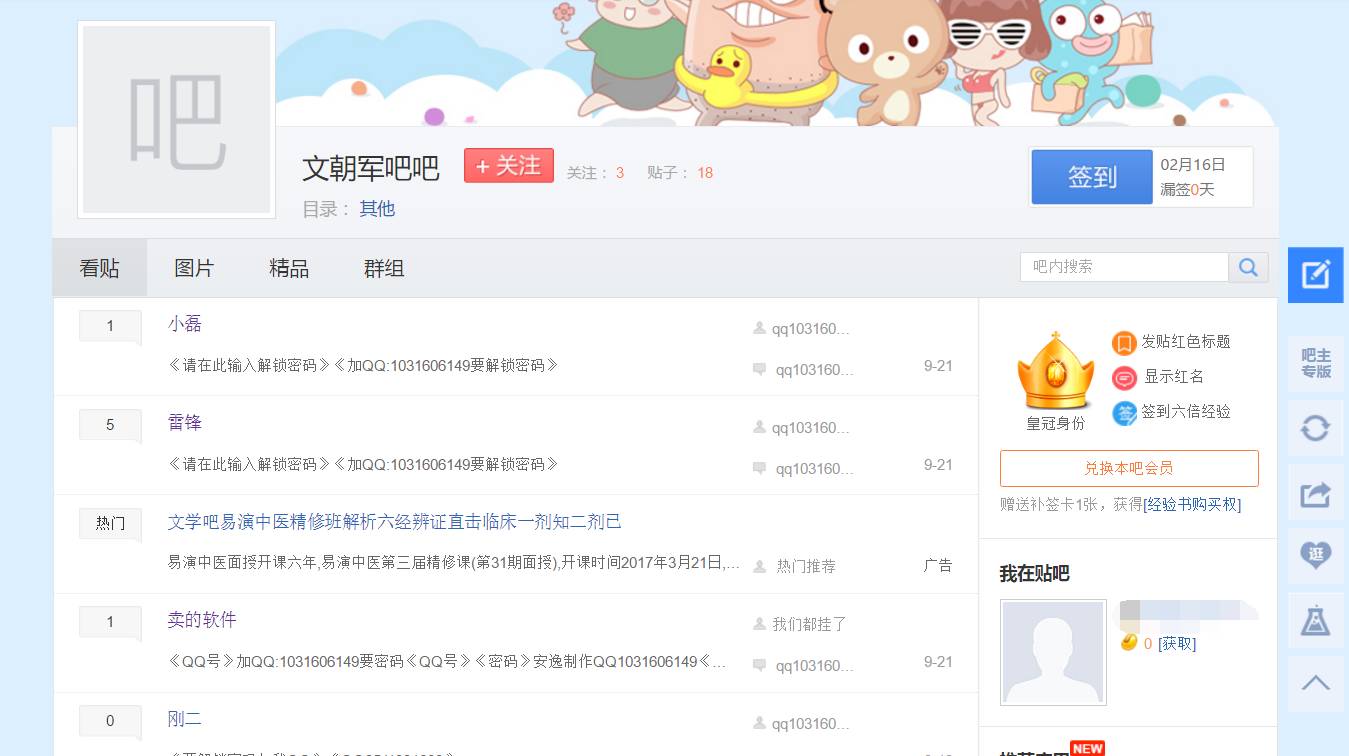 吧
文朝军吧吧
+ 关注
关注： 3 贴子： 18
目录： 其他
签到
02月16日
漏签0天
看贴
图片
精品
群组
吧内搜索
1
小磊
qq103160...
《请在此输入解锁密码》《加QQ:1031606149要解锁密码》
qq103160...
9-21
5
雷锋
qq103160...
《请在此输入解锁密码》《加QQ:1031606149要解锁密码》
qq103160...
9-21
热门
文学吧易演中医精修班解析六经辨证直击临床一剂知二剂已
易演中医面授开课六年,易演中医第三届精修课(第31期面授),开课时间2017年3月21日,...
热门推荐
广告
1
卖的软件
我们都挂了
《QQ号》加QQ:1031606149要密码《QQ号》《密码》安逸制作QQ1031606149《...
qq103160...
9-21
0
刚二
qq103160...
皇冠身份
发贴红色标题
显示红名
签
签到六倍经验
兑换本吧会员
赠送补签卡1张，获得[经验书购买权]
我在贴吧
0 [获取]
NEW
吧主
专版
逛